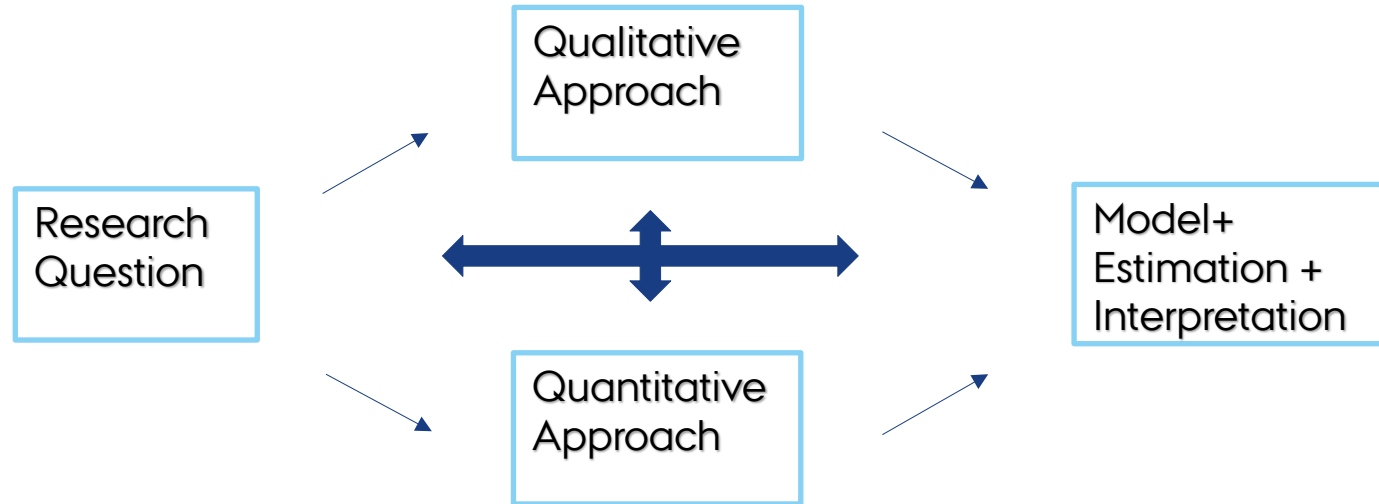 Qualitative
Approach
Research
Question
Model+
Estimation +
Interpretation
Quantitative
Approach